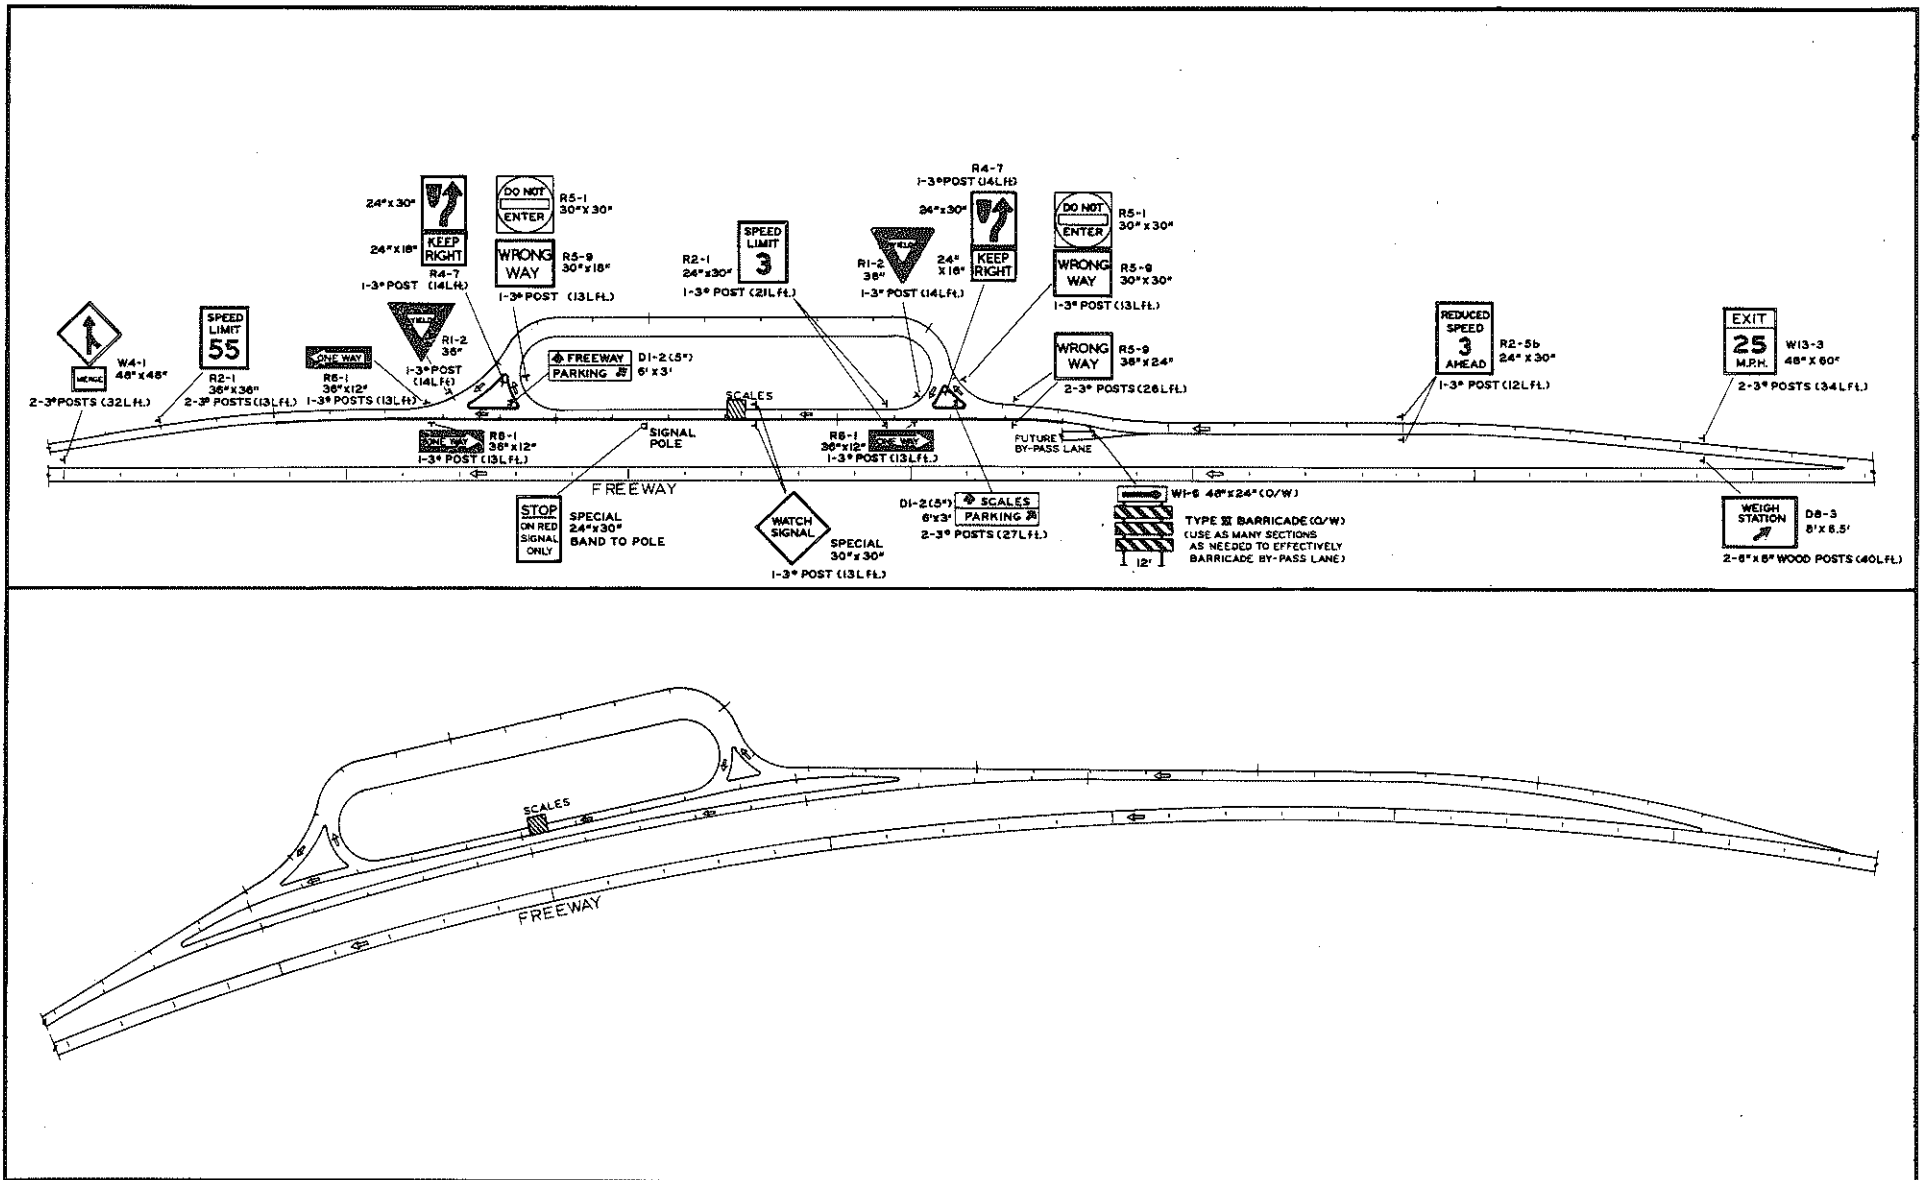 24"x30"
KEEP
RIGHT
24"X18"
R4-7
1-3" POST (14Lft.)
DO NOT
ENTER
R5-1
30"X30"
WRONG
WAY
R5-9
30"x18"
1-3" POST (13Lft.)
SPEED
LIMIT
3
R2-1
24"x30"
1-3" POST (21Lft.)
YIELD
R1-2
36"
1-3" POST (14Lft.)
R4-7
1-3" POST (14Lft)
24"x30"
KEEP
RIGHT
24"
X18"
DO NOT
ENTER
R5-1
30"X30"
WRONG
WAY
R5-9
30"X30"
1-3" POST (13Lft.)
MERGE
W4-1
48"x48"
2-3" POSTS (32Lft.)
SPEED
LIMIT
55
R2-1
36"X36"
2-3" POSTS (13Lft.)
ONE WAY
R6-1
36"X12"
1-3" POSTS (13Lft)
YIELD
R1-2
36"
1-3" POST
(14Lft)
FREEWAY
PARKING
D1-2(5")
6'x3'
WRONG
WAY
R5-9
36"x24"
2-3" POSTS (26Lft.)
REDUCED
SPEED
3
AHEAD
R2-5b
24"X30"
1-3" POST (12Lft.)
EXIT
25
M.P.H.
W13-3
48"X60"
2-3" POSTS (34Lft.)
SCALES
ONE WAY
R6-1
36"x12"
1-3" POST (13Lft.)
SIGNAL
POLE
R6-1
36"x12"
ONE WAY
1-3" POST (13Lft.)
FUTURE
BY-PASS LANE
FREEWAY
STOP
ON RED
SIGNAL
ONLY
SPECIAL
24"x30"
BAND TO POLE
WATCH
SIGNAL
SPECIAL
30"x30"
1-3" POST (13Lft.)
D1-2(5")
6'x3'
SCALES
PARKING
2-3" POSTS (27Lft.)
W1-6 48"x24" (O/W)
TYPE III BARRICADE (O/W)
(USE AS MANY SECTIONS
AS NEEDED TO EFFECTIVELY
BARRICADE BY-PASS LANE)
12'
WEIGH
STATION
D8-3
8'X6.5'
2-6"x8" WOOD POSTS (40Lft.)
SCALES
FREEWAY